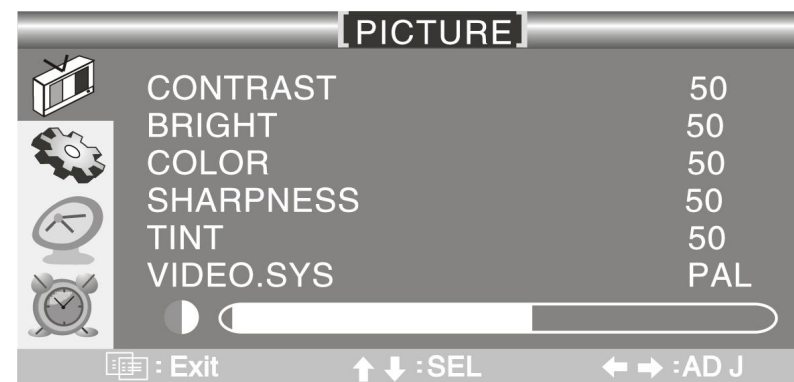 [PICTURE]
CONTRAST 50
BRIGHT 50
COLOR 50
SHARPNESS 50
TINT 50
VIDEO.SYS PAL
: Exit ↑ ↓ :SEL ← → :AD J